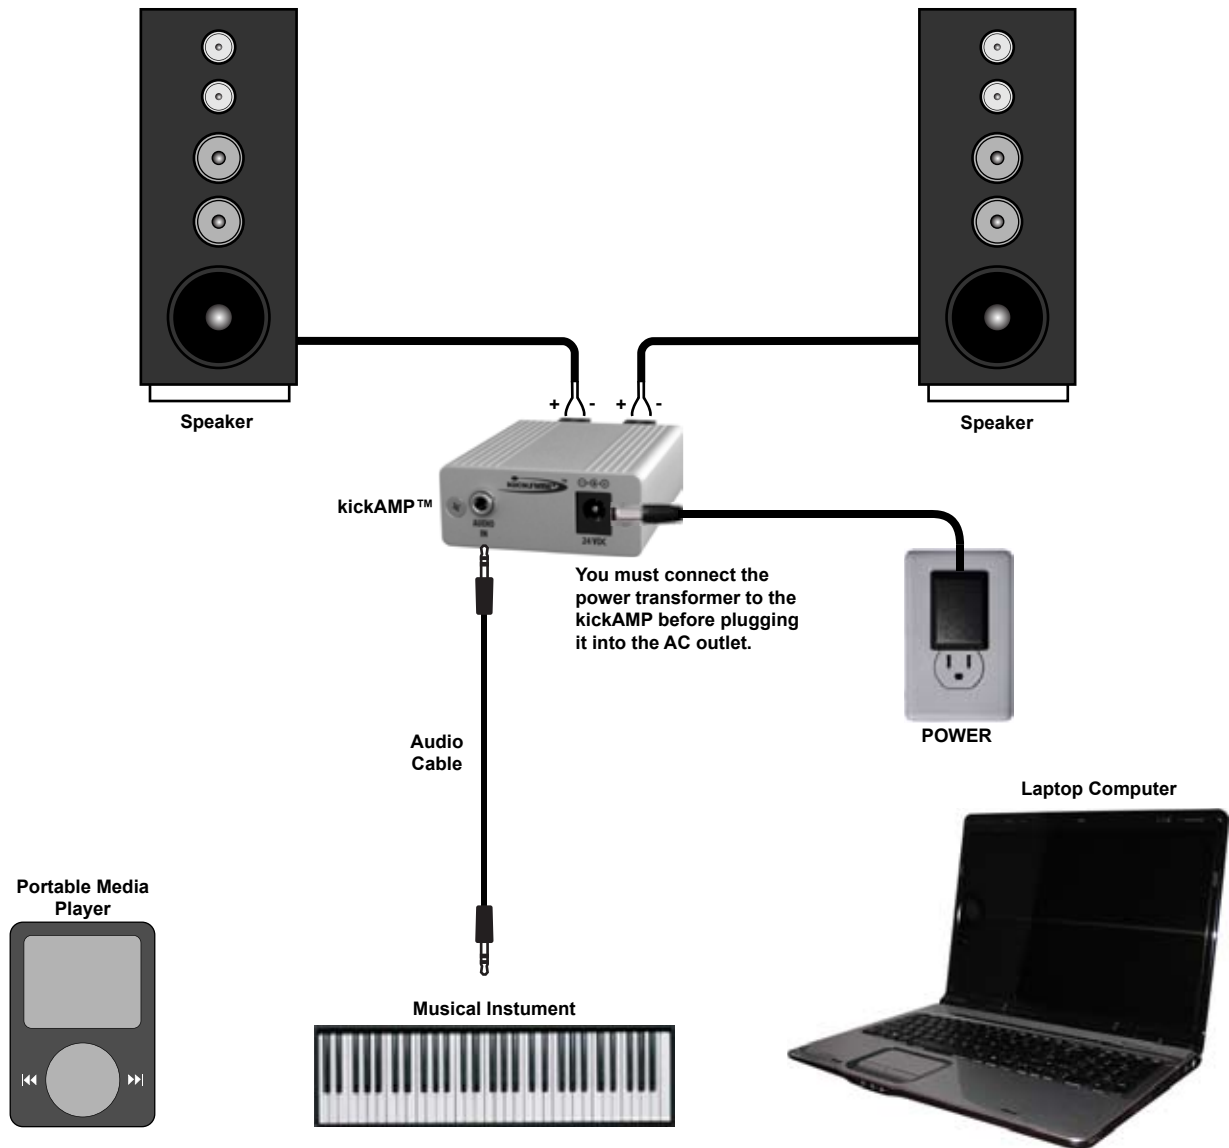 Speaker
Speaker
+ - + -
kickAMP™
AUDIO
IN
24 VDC
You must connect the
power transformer to the
kickAMP before plugging
it into the AC outlet.
POWER
Audio
Cable
Laptop Computer
Portable Media
Player
Musical Instument